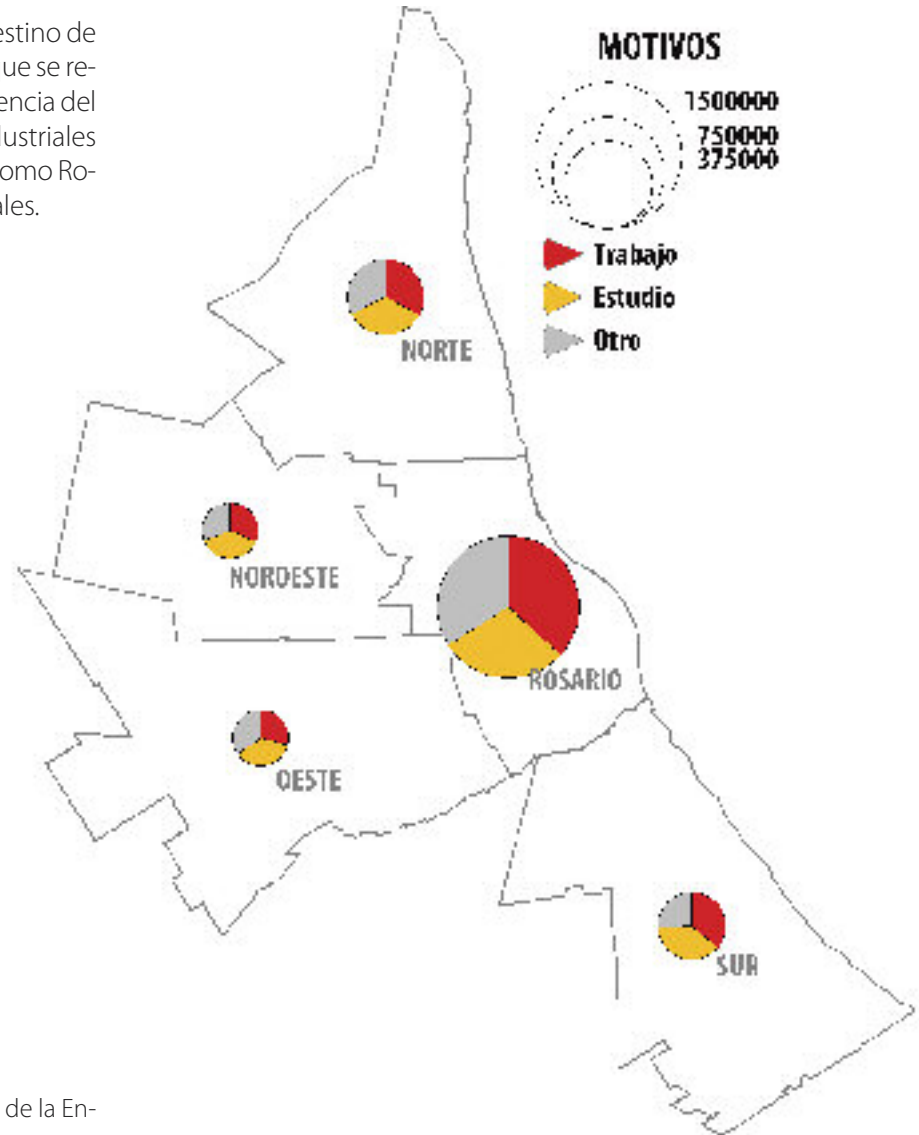 estino de
ue se re-
encia del
dustriales
omo Ro-
ales.
MOTIVOS
1500000
750000
375000
Trabajo
Estudio
Otro
NORTE
NOROESTE
ROSARIO
OESTE
SUR
de la En-